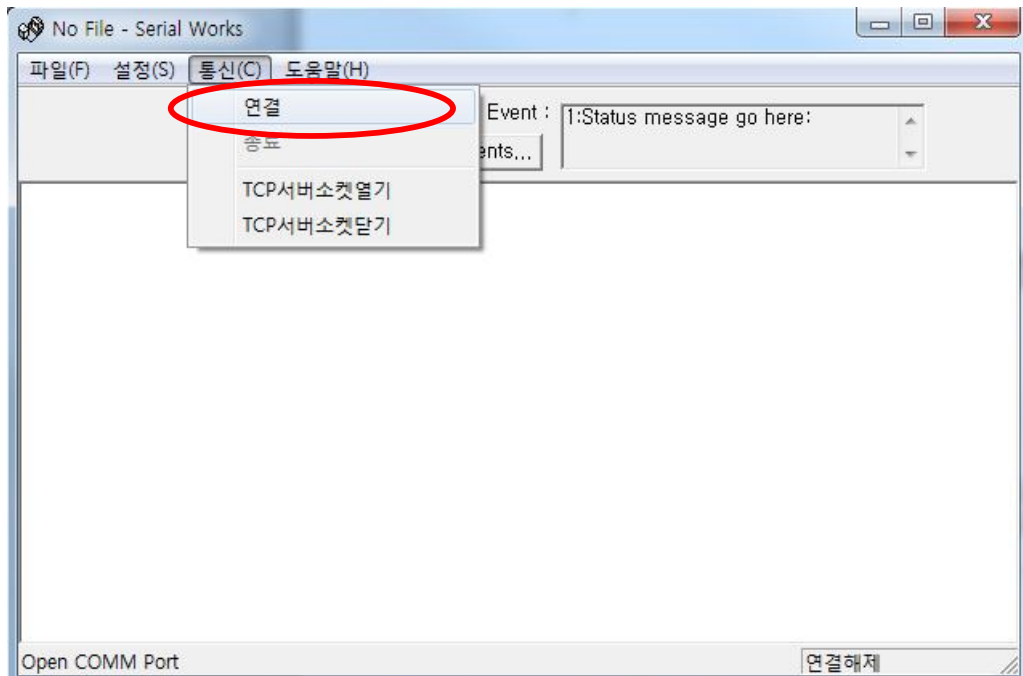 No File - Serial Works
파일(F) 설정(S) 통신(C) 도움말(H)
연결
종료
TCP서버소켓열기
TCP서버소켓닫기
Event :
ents...
1:Status message go here:
Open COMM Port
연결해제